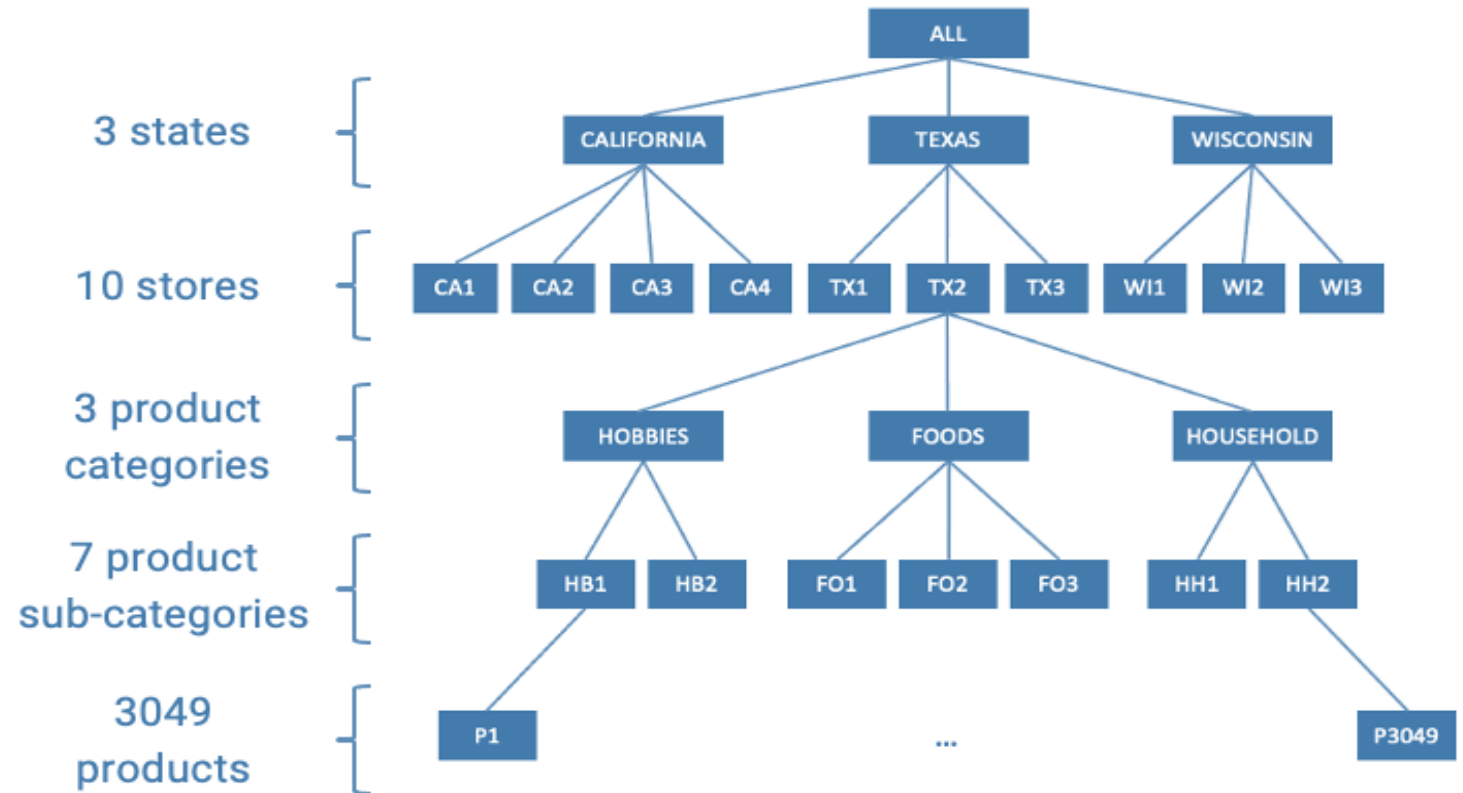 ALL
3 states
CALIFORNIA
TEXAS
WISCONSIN
10 stores
CA1
CA2
CA3
CA4
TX1
TX2
TX3
WI1
WI2
WI3
3 product
categories
HOBBIES
FOODS
HOUSEHOLD
7 product
sub-categories
HB1
HB2
FO1
FO2
FO3
HH1
HH2
3049
products
P1
...
P3049